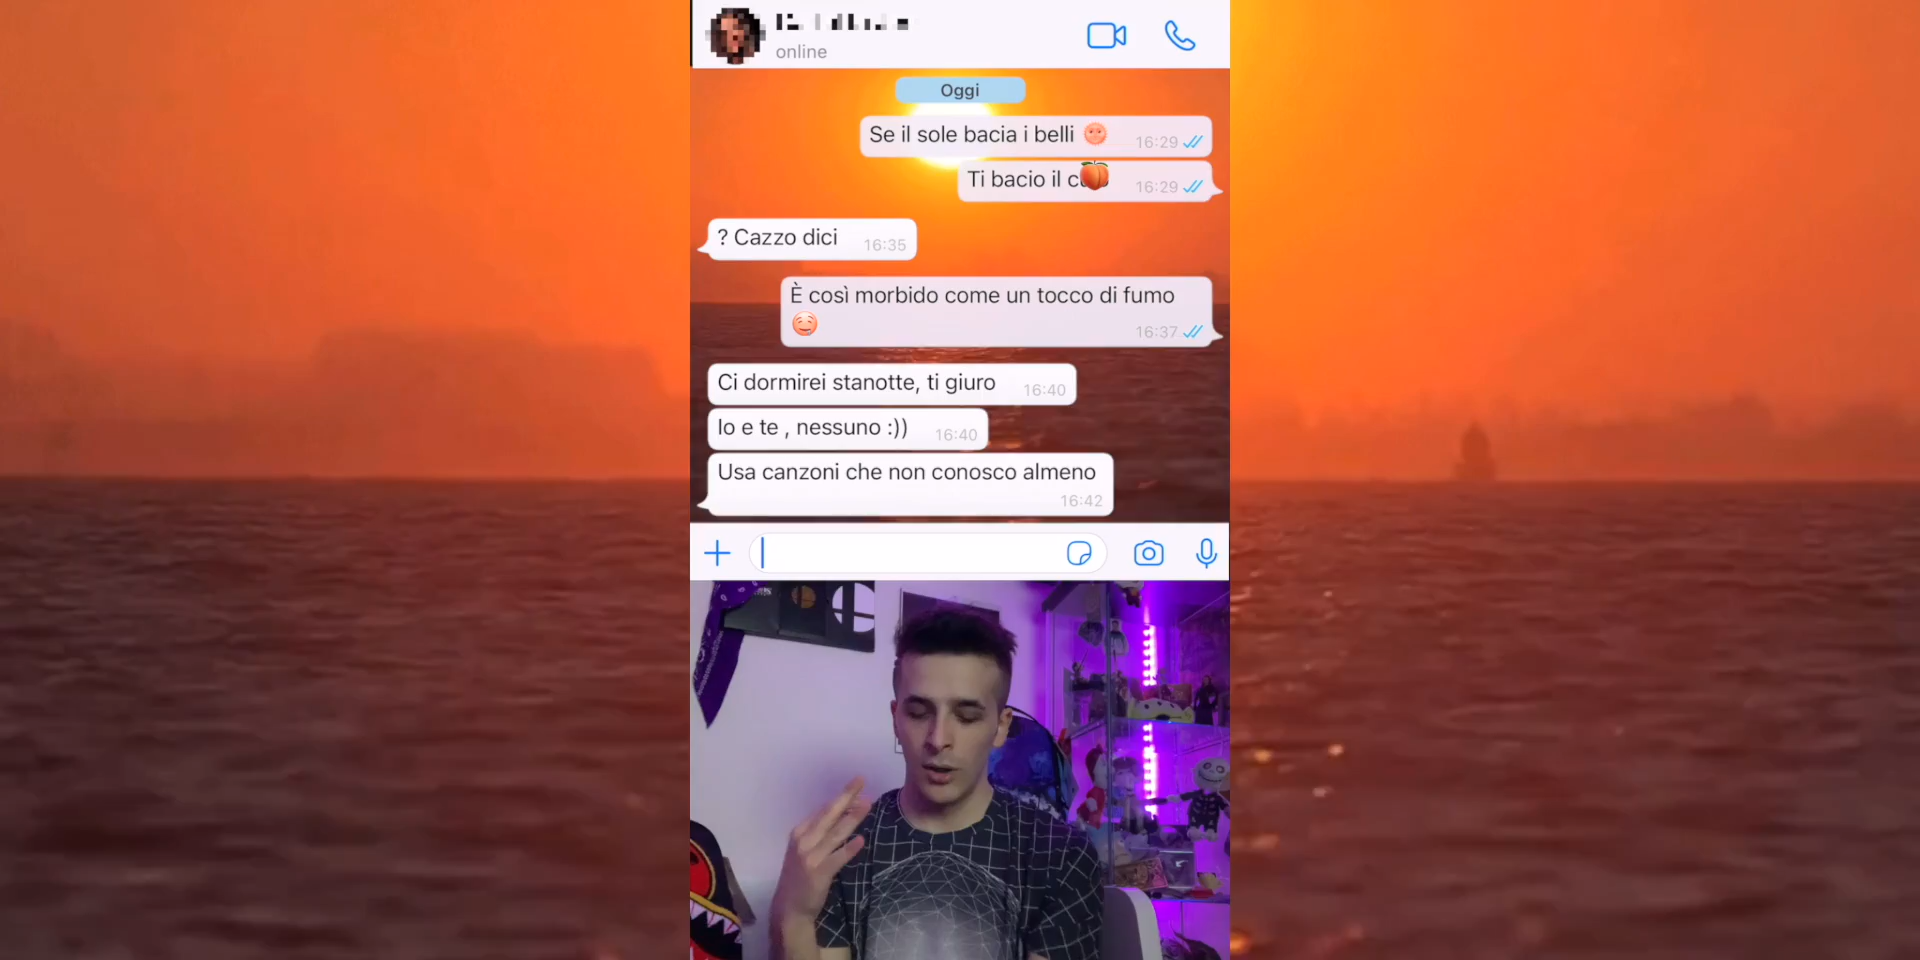 online
Oggi
Se il sole bacia i belli 🌞 16:29
Ti bacio il c 16:29
? Cazzo dici 16:35
È così morbido come un tocco di fumo
☺️ 16:37
Ci dormirei stanotte, ti giuro 16:40
Io e te , nessuno :)) 16:40
Usa canzoni che non conosco almeno
16:42